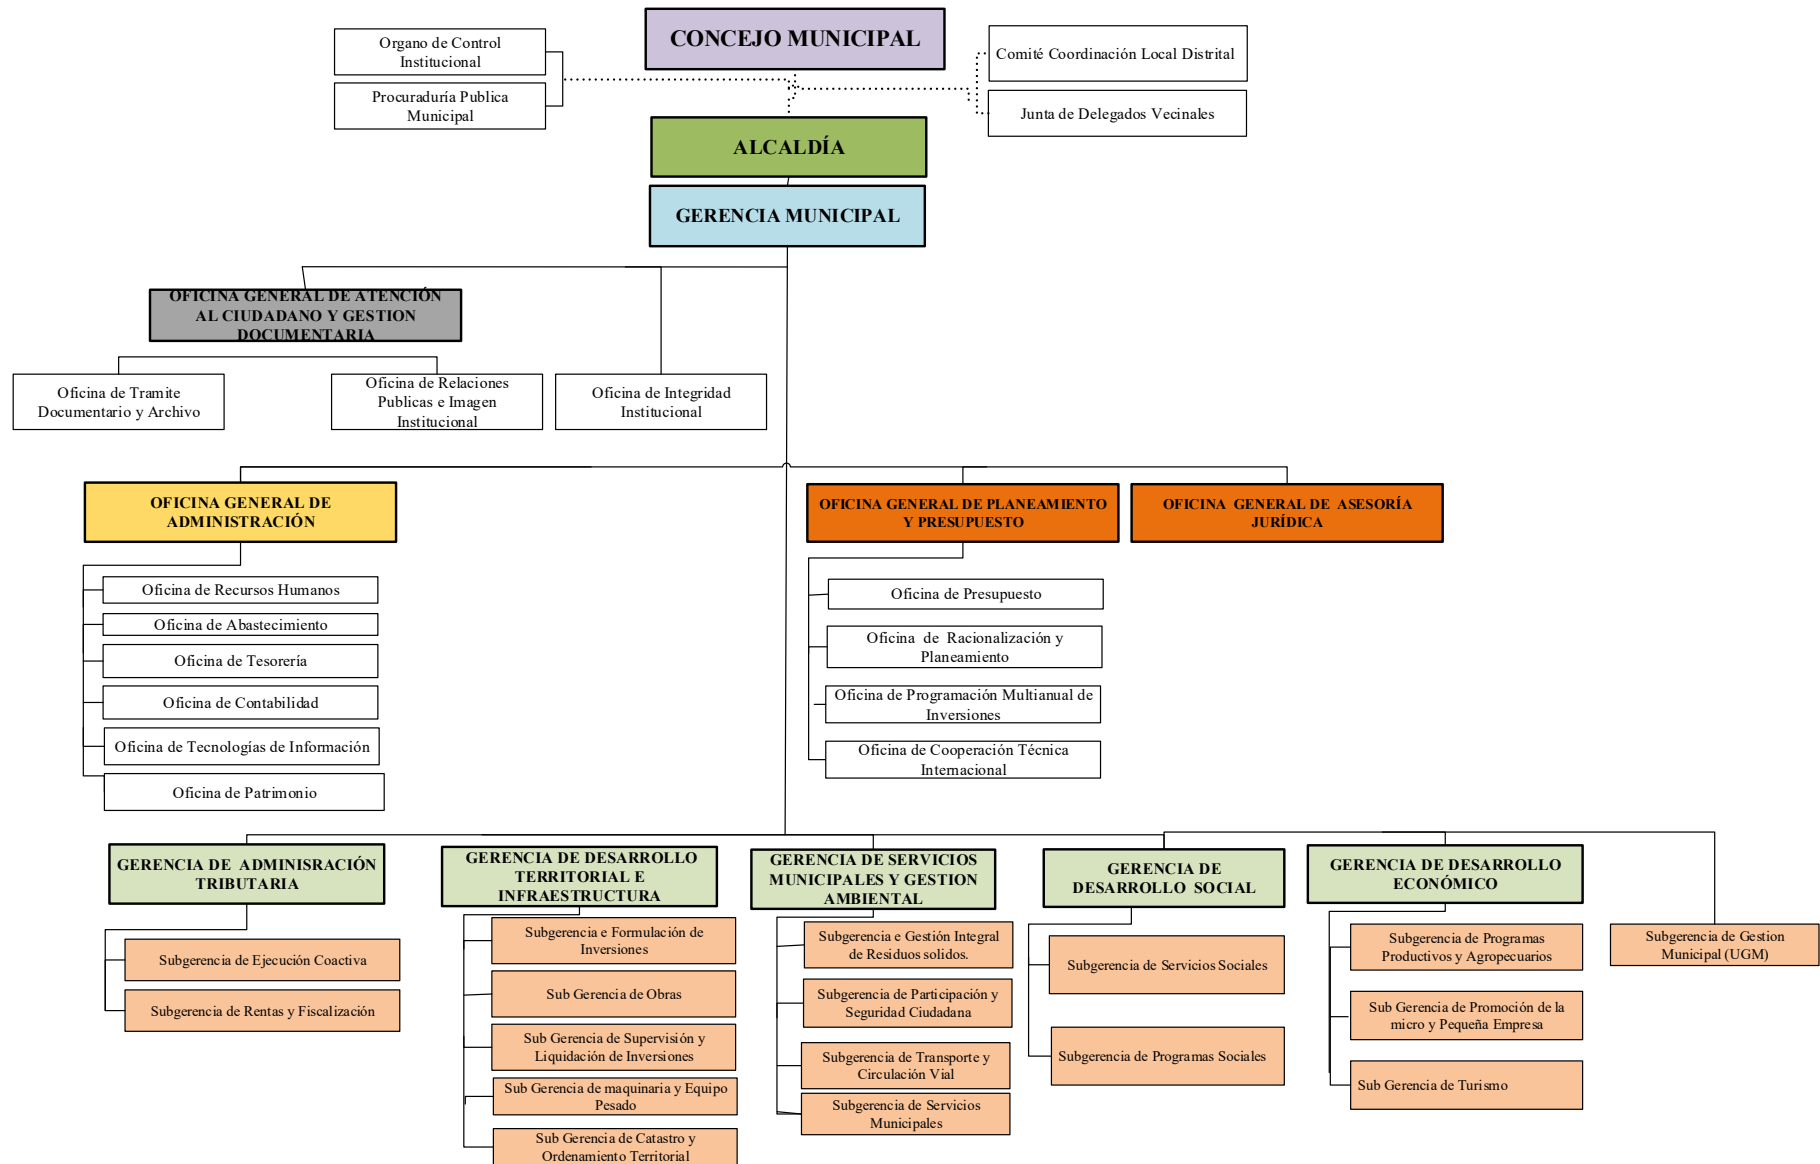 CONCEJO MUNICIPAL
Organo de Control
Institucional
Procuraduría Publica
Municipal
Comité Coordinación Local Distrital
Junta de Delegados Vecinales
ALCALDÍA
GERENCIA MUNICIPAL
OFICINA GENERAL DE ATENCIÓN
AL CIUDADANO Y GESTION
DOCUMENTARIA
Oficina de Tramite
Documentario y Archivo
Oficina de Relaciones
Publicas e Imagen
Institucional
Oficina de Integridad
Institucional
OFICINA GENERAL DE
ADMINISTRACIÓN
OFICINA GENERAL DE PLANEAMIENTO
Y PRESUPUESTO
OFICINA GENERAL DE ASESORÍA
JURÍDICA
Oficina de Recursos Humanos
Oficina de Abastecimiento
Oficina de Tesorería
Oficina de Contabilidad
Oficina de Tecnologías de Información
Oficina de Patrimonio
Oficina de Presupuesto
Oficina de Racionalización y
Planeamiento
Oficina de Programación Multianual de
Inversiones
Oficina de Cooperación Técnica
Internacional
GERENCIA DE ADMINISRACIÓN
TRIBUTARIA
Subgerencia de Ejecución Coactiva
Subgerencia de Rentas y Fiscalización
GERENCIA DE DESARROLLO
TERRITORIAL E
INFRAESTRUCTURA
Subgerencia e Formulación de
Inversiones
Sub Gerencia de Obras
Sub Gerencia de Supervisión y
Liquidación de Inversiones
Sub Gerencia de maquinaria y Equipo
Pesado
Sub Gerencia de Catastro y
Ordenamiento Territorial
GERENCIA DE SERVICIOS
MUNICIPALES Y GESTION
AMBIENTAL
Subgerencia e Gestión Integral
de Residuos solidos.
Subgerencia de Participación y
Seguridad Ciudadana
Subgerencia de Transporte y
Circulación Vial
Subgerencia de Servicios
Municipales
GERENCIA DE
DESARROLLO SOCIAL
Subgerencia de Servicios Sociales
Subgerencia de Programas Sociales
GERENCIA DE DESARROLLO
ECONÓMICO
Subgerencia de Programas
Productivos y Agropecuarios
Sub Gerencia de Promoción de la
micro y Pequeña Empresa
Sub Gerencia de Turismo
Subgerencia de Gestion
Municipal (UGM)